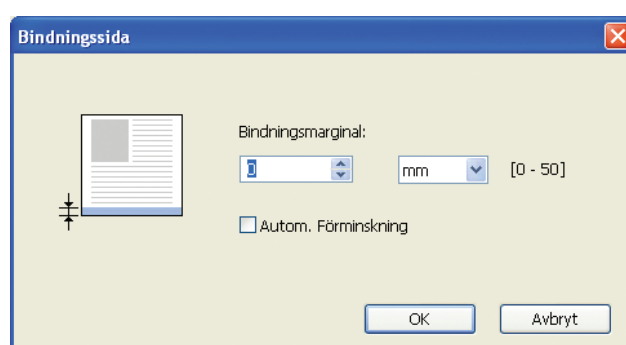 Bindningssida
Bindningsmarginal:
0 mm [0 - 50]
Autom. Förminskning
OK Avbryt